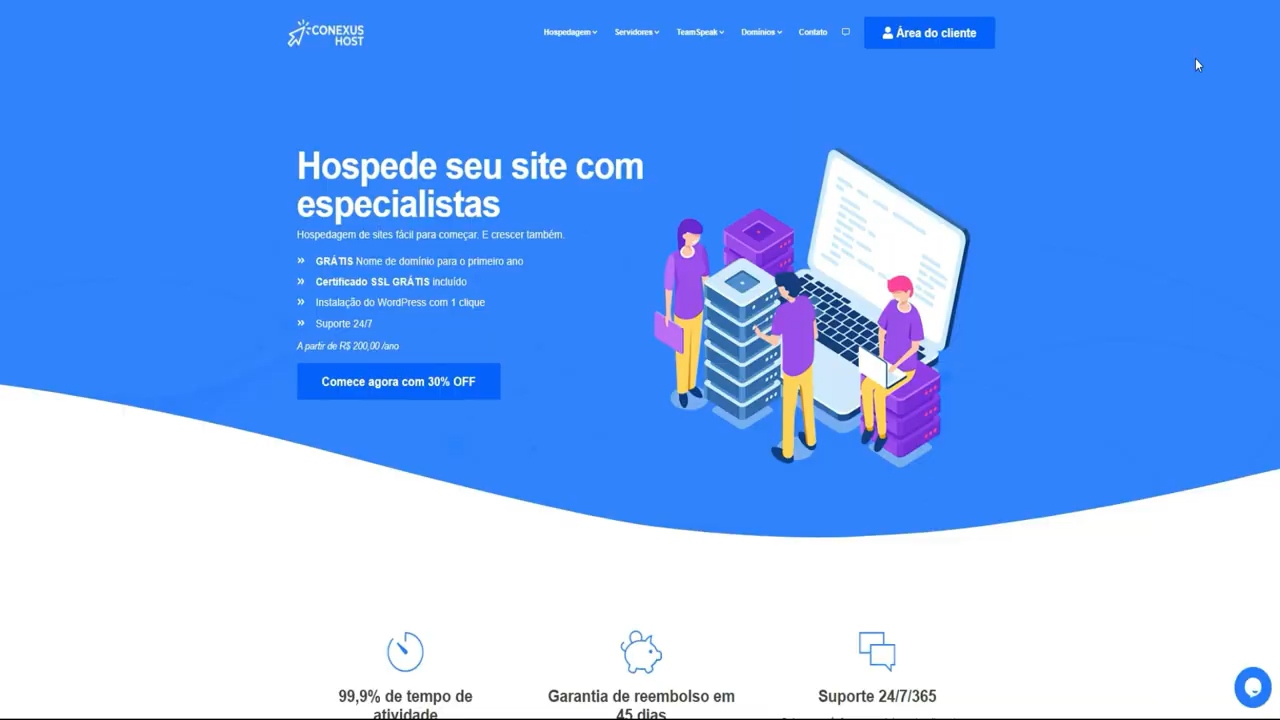 CONEXUS
HOST
Hospedagem
Servidores
TeamSpeak
Domínios
Contato
Área do cliente
Hospede seu site com
especialistas
Hospedagem de sites fácil para começar. E crescer também.
GRÁTIS Nome de domínio para o primeiro ano
Certificado SSL GRÁTIS incluído
Instalação do WordPress com 1 clique
Suporte 24/7
A partir de R$ 200,00 /ano
Comece agora com 30% OFF
99,9% de tempo de
atividade
Garantia de reembolso em
45 dias
Suporte 24/7/365